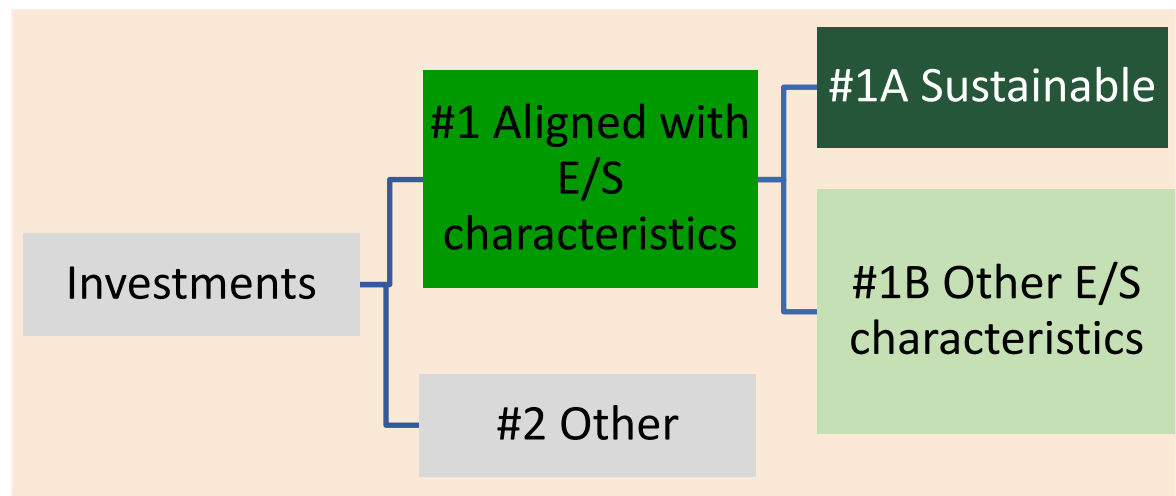 #1A Sustainable
#1 Aligned with
E/S
characteristics
#1B Other E/S
characteristics
Investments
#2 Other